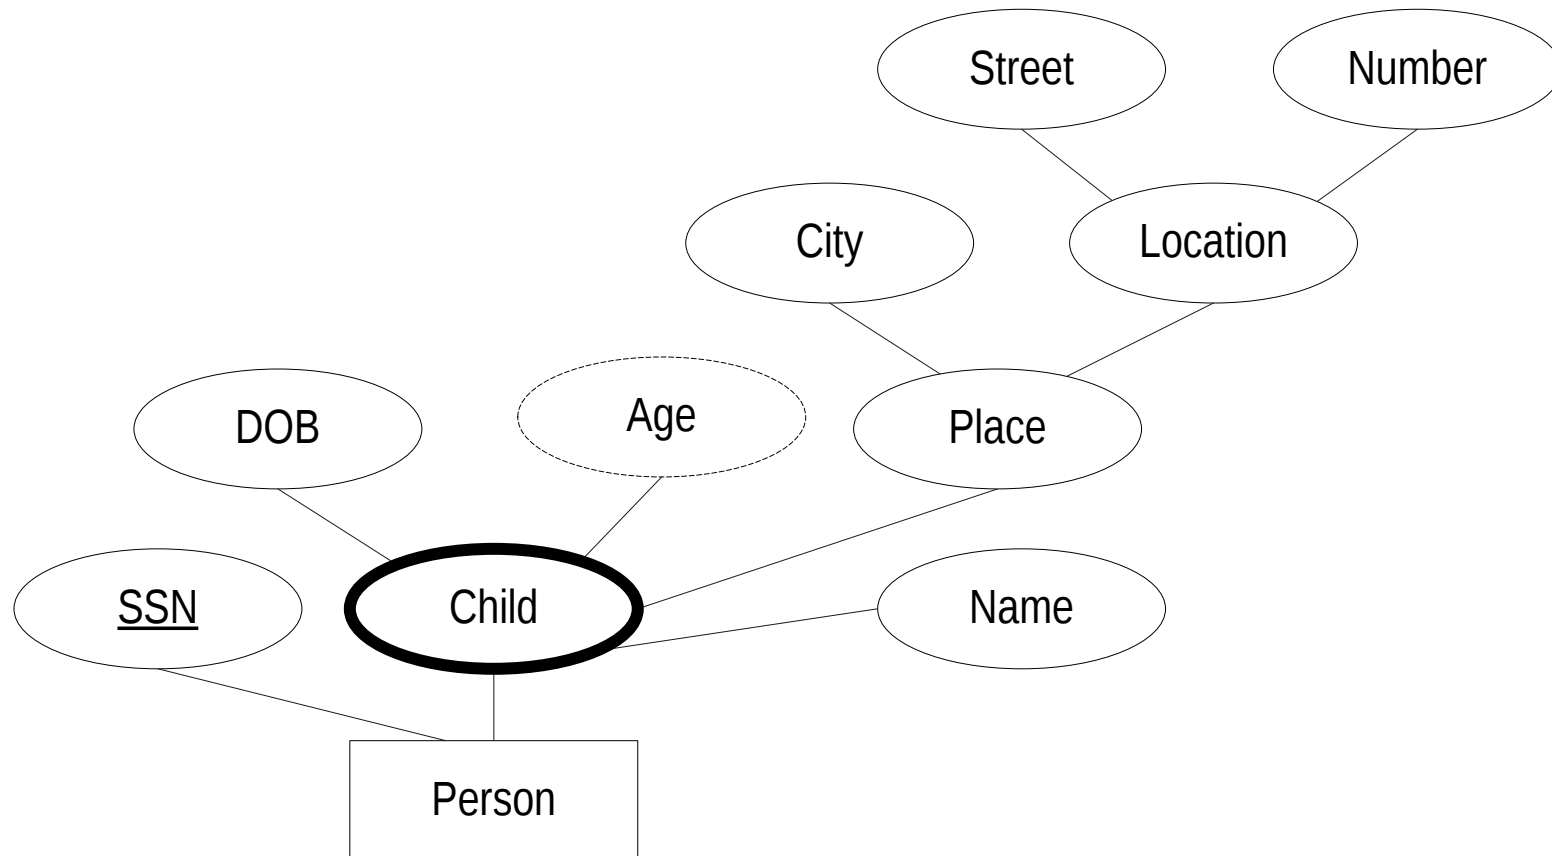 Street
Number
City
Location
DOB
Age
Place
SSN
Child
Name
Person